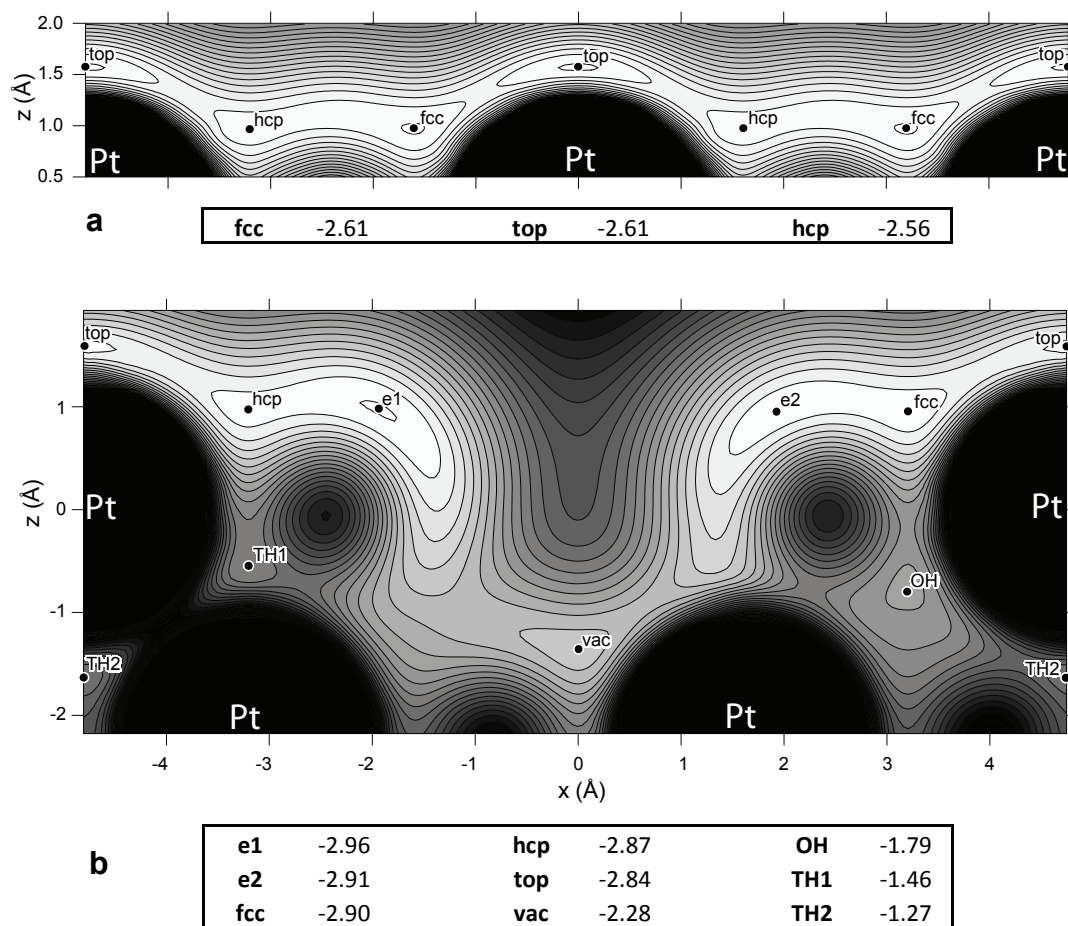 2.0
top top top
1.5
z (Å)
1.0
hcp fcc hcp fcc
Pt Pt Pt
0.5
a
fcc -2.61 top -2.61 hcp -2.56
top top
1
hcp e1 e2 fcc
z (Å)
0
Pt Pt
TH1 OH
-1
vac
TH2 TH2
-2
Pt Pt
-4 -3 -2 -1 0 1 2 3 4
x (Å)
b
e1 -2.96 hcp -2.87 OH -1.79
e2 -2.91 top -2.84 TH1 -1.46
fcc -2.90 vac -2.28 TH2 -1.27